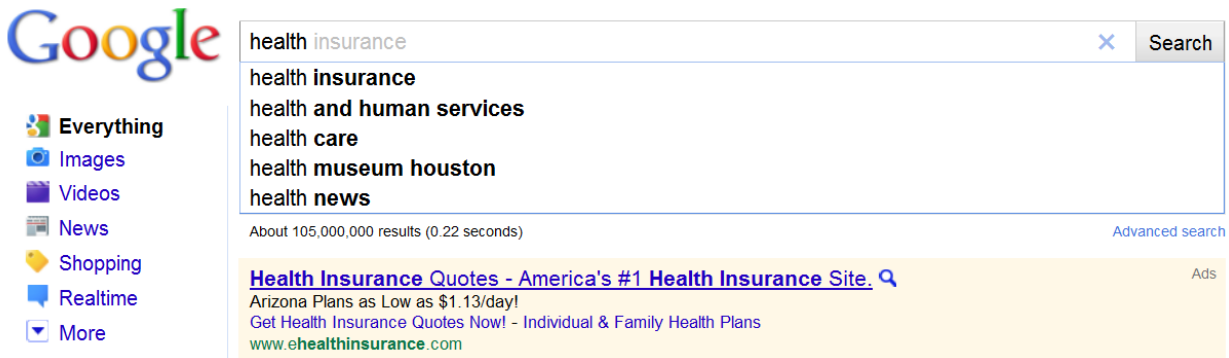 Google
health insurance
Search
health insurance
health and human services
health care
health museum houston
health news
Everything
Images
Videos
News
Shopping
Realtime
More
About 105,000,000 results (0.22 seconds)
Advanced search
Health Insurance Quotes - America's #1 Health Insurance Site.
Ads
Arizona Plans as Low as $1.13/day!
Get Health Insurance Quotes Now! - Individual & Family Health Plans
www.ehealthinsurance.com